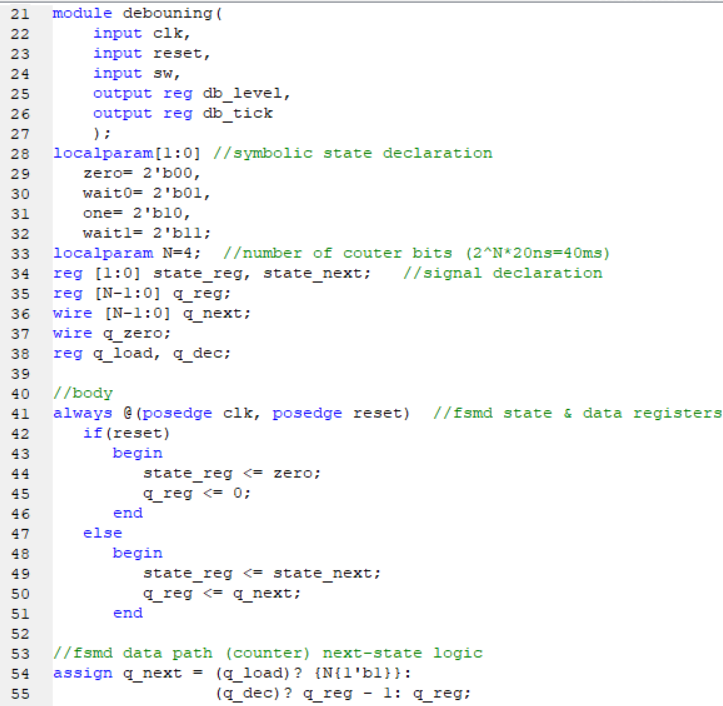 21 module debouning(
22 input clk,
23 input reset,
24 input sw,
25 output reg db_level,
26 output reg db_tick
27 );
28 localparam[1:0] //symbolic state declaration
29 zero= 2'b00,
30 wait0= 2'b01,
31 one= 2'b10,
32 wait1= 2'b11;
33 localparam N=4; //number of couter bits (2^N*20ns=40ms)
34 reg [1:0] state_reg, state_next; //signal declaration
35 reg [N-1:0] q_reg;
36 wire [N-1:0] q_next;
37 wire q_zero;
38 reg q_load, q_dec;
39
40 //body
41 always @(posedge clk, posedge reset) //fsmd state & data registers
42 if(reset)
43 begin
44 state_reg <= zero;
45 q_reg <= 0;
46 end
47 else
48 begin
49 state_reg <= state_next;
50 q_reg <= q_next;
51 end
52
53 //fsmd data path (counter) next-state logic
54 assign q_next = (q_load)? {N{1'b1}}:
55 (q_dec)? q_reg - 1: q_reg;